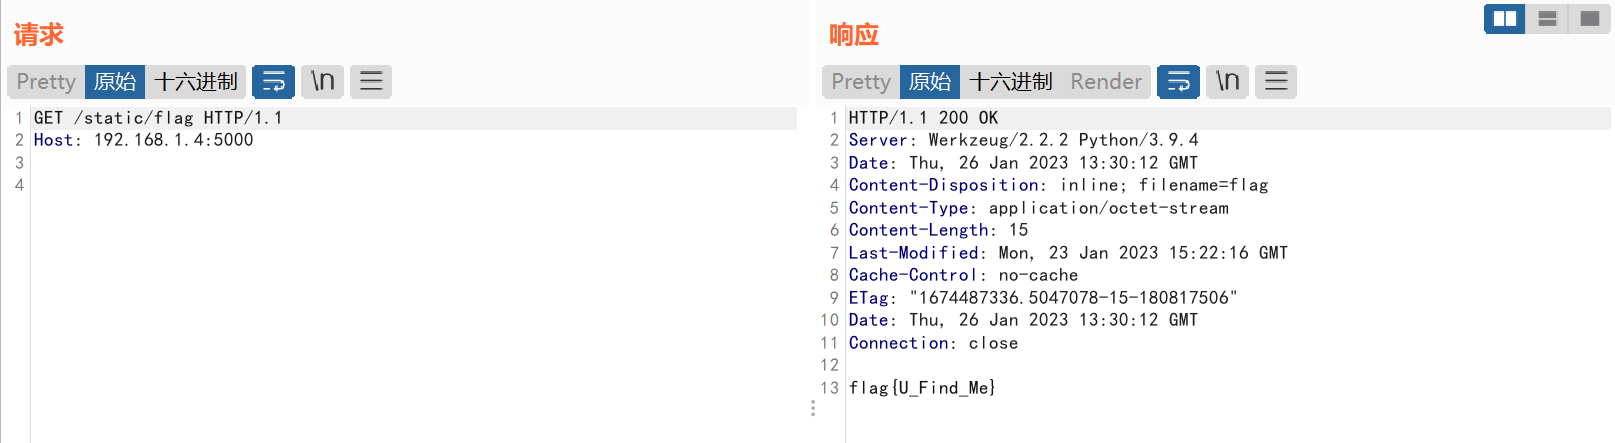 请求
Pretty 原始 十六进制 \n
1 GET /static/flag HTTP/1.1
2 Host: 192.168.1.4:5000
3
4
响应
Pretty 原始 十六进制 Render \n
1 HTTP/1.1 200 OK
2 Server: Werkzeug/2.2.2 Python/3.9.4
3 Date: Thu, 26 Jan 2023 13:30:12 GMT
4 Content-Disposition: inline; filename=flag
5 Content-Type: application/octet-stream
6 Content-Length: 15
7 Last-Modified: Mon, 23 Jan 2023 15:22:16 GMT
8 Cache-Control: no-cache
9 ETag: "1674487336.5047078-15-180817506"
10 Date: Thu, 26 Jan 2023 13:30:12 GMT
11 Connection: close
12
13 flag{U_Find_Me}